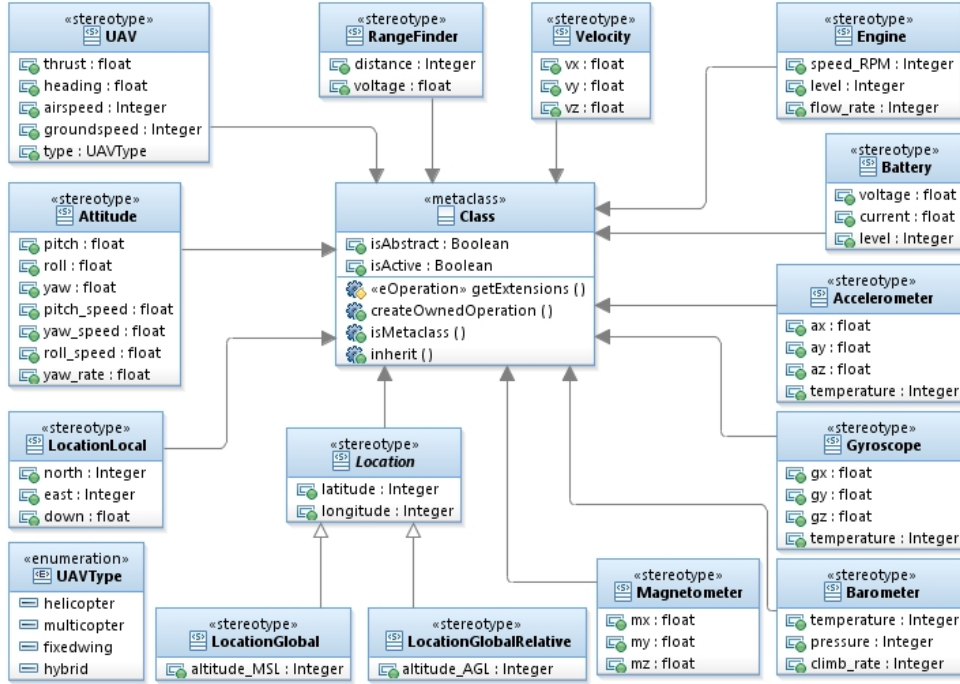 «stereotype»
UAV
thrust : float
heading : float
airspeed : Integer
groundspeed : Integer
type : UAVType
«stereotype»
RangeFinder
distance : Integer
voltage : float
«stereotype»
Velocity
vx : float
vy : float
vz : float
«stereotype»
Engine
speed_RPM : Integer
level : Integer
flow_rate : Integer
«stereotype»
Battery
voltage : float
current : float
level : Integer
«stereotype»
Attitude
pitch : float
roll : float
yaw : float
pitch_speed : float
yaw_speed : float
roll_speed : float
yaw_rate : float
«metaclass»
Class
isAbstract : Boolean
isActive : Boolean
«eOperation» getExtensions ()
createOwnedOperation ()
isMetaclass ()
inherit ()
«stereotype»
Accelerometer
ax : float
ay : float
az : float
temperature : Integer
«stereotype»
LocationLocal
north : Integer
east : Integer
down : float
«stereotype»
Location
latitude : Integer
longitude : Integer
«stereotype»
Gyroscope
gx : float
gy : float
gz : float
temperature : Integer
«enumeration»
UAVType
helicopter
multicopter
fixedwing
hybrid
«stereotype»
LocationGlobal
altitude_MSL : Integer
«stereotype»
LocationGlobalRelative
altitude_AGL : Integer
«stereotype»
Magnetometer
mx : float
my : float
mz : float
«stereotype»
Barometer
temperature : Integer
pressure : Integer
climb_rate : Integer